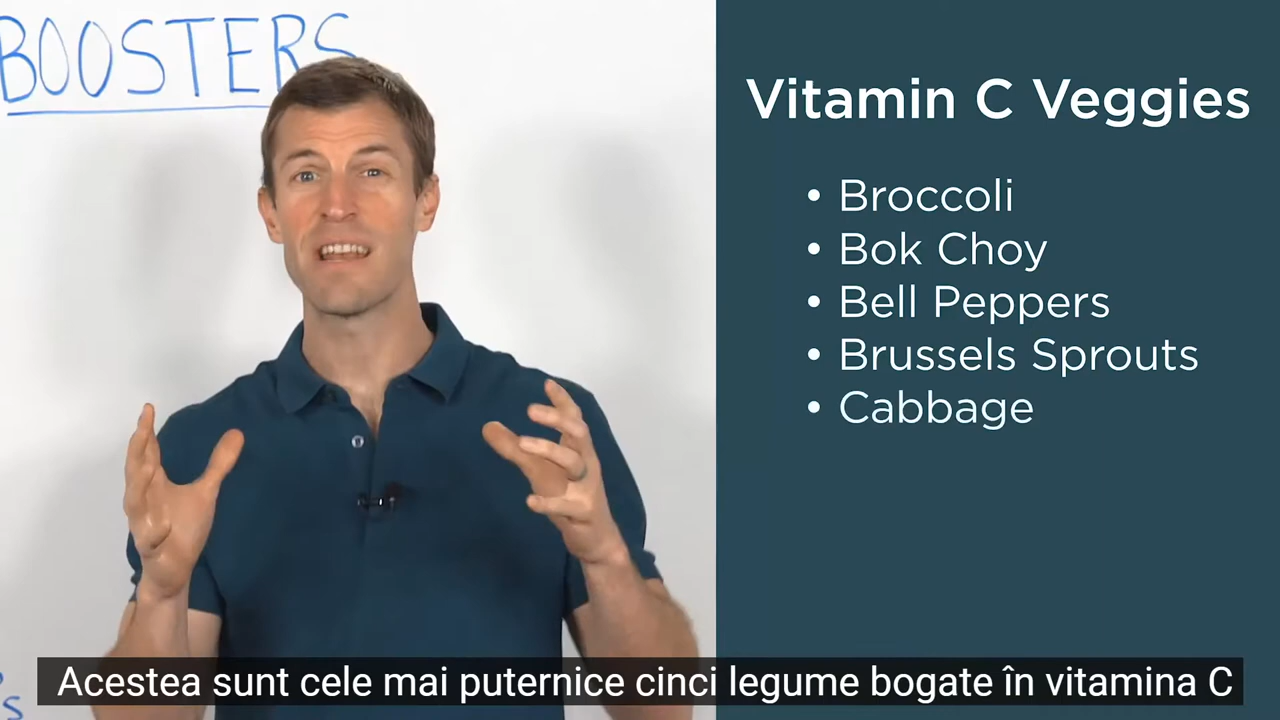 BOOSTERS
Vitamin C Veggies
• Broccoli
• Bok Choy
• Bell Peppers
• Brussels Sprouts
• Cabbage
Acestea sunt cele mai puternice cinci legume bogate în vitamina C